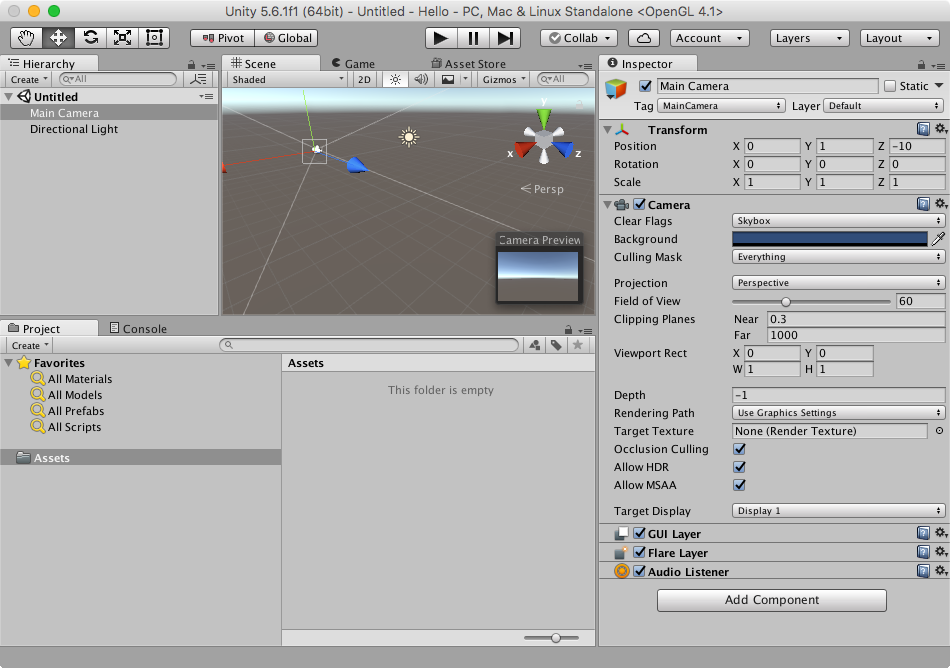 Unity 5.6.1f1 (64bit) - Untitled - Hello - PC, Mac & Linux Standalone <OpenGL 4.1>
Pivot Global Collab Account Layers Layout
Hierarchy
Create All
Untitled
Main Camera
Directional Light
Scene Game Asset Store
Shaded 2D Gizmos All
y
x z
Persp
Camera Preview
Project Console
Create
Favorites
All Materials
All Models
All Prefabs
All Scripts
Assets
Assets
This folder is empty
Inspector
Main Camera Static
Tag MainCamera Layer Default
Transform
Position X 0 Y 1 Z -10
Rotation X 0 Y 0 Z 0
Scale X 1 Y 1 Z 1
Camera
Clear Flags Skybox
Background
Culling Mask Everything
Projection Perspective
Field of View 60
Clipping Planes Near 0.3
Far 1000
Viewport Rect X 0 Y 0
W 1 H 1
Depth -1
Rendering Path Use Graphics Settings
Target Texture None (Render Texture)
Occlusion Culling
Allow HDR
Allow MSAA
Target Display Display 1
GUI Layer
Flare Layer
Audio Listener
Add Component